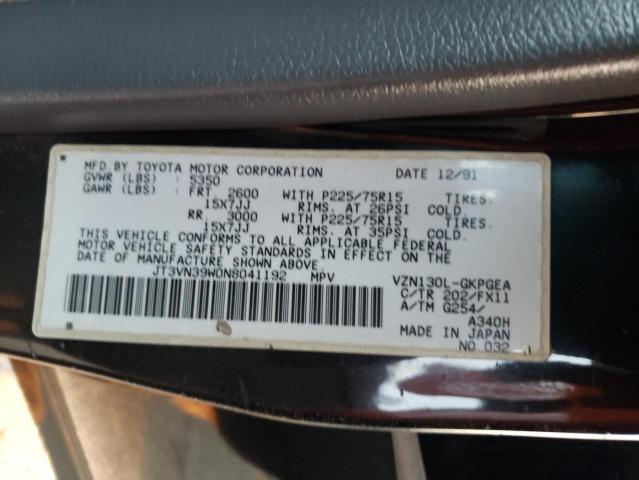 MFD BY TOYOTA MOTOR CORPORATION DATE 12/91
GVWR (LBS) : 5350
GAWR (LBS) : FRT 2600 WITH P225/75R15 TIRES.
15X7JJ RIMS. AT 26PSI COLD.
RR 3000 WITH P225/75R15 TIRES.
15X7JJ RIMS. AT 35PSI COLD.
THIS VEHICLE CONFORMS TO ALL APPLICABLE FEDERAL
MOTOR VEHICLE SAFETY STANDARDS IN EFFECT ON THE
DATE OF MANUFACTURE SHOWN ABOVE.
JT3VN39W0N8041192 MPV VZN130L-GKPGEA
C/TR 202/FX11
A/TM G254/
A340H
MADE IN JAPAN
NO 032